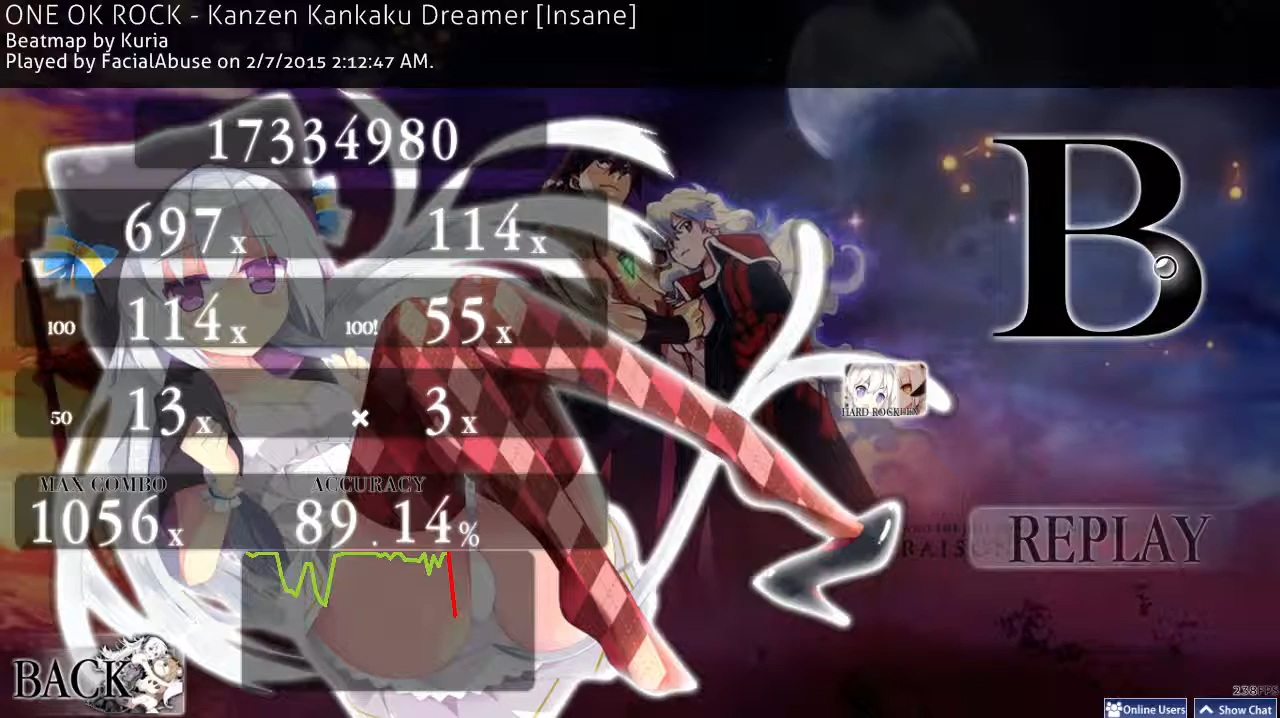 ONE OK ROCK - Kanzen Kankaku Dreamer [Insane]
Beatmap by Kuria
Played by FacialAbuse on 2/7/2015 2:12:47 AM.
17334980
697x 114x
100 114x 100! 55x
50 13x × 3x
HARD ROCK
MAX COMBO ACCURACY
1056x 89.14%
REPLAY
BACK
238FPS
Online Users Show Chat